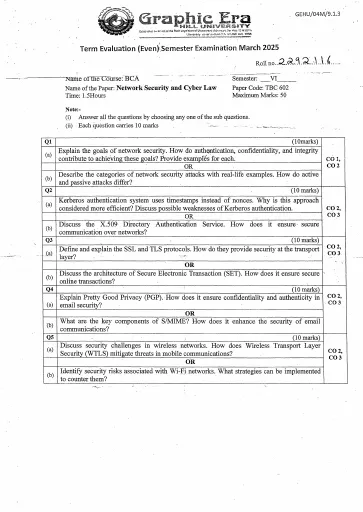 GEHU/04M/9.1.3
Graphic Era
HILL UNIVERSITY
Term Evaluation (Even) Semester Examination March 2025
Roll no. 2292116
Name of the Course: BCA Semester: VI
Name of the Paper: Network Security and Cyber Law Paper Code: TBC 602
Time: 1.5Hours Maximum Marks: 50
Note:-
(i) Answer all the questions by choosing any one of the sub questions.
(ii) Each question carries 10 marks
Q1 (10marks)
(a) Explain the goals of network security. How do authentication, confidentiality, and integrity
contribute to achieving these goals? Provide examples for each. CO 1,
OR CO 2
(b) Describe the categories of network security attacks with real-life examples. How do active
and passive attacks differ?
Q2 (10 marks)
(a) Kerberos authentication system uses timestamps instead of nonces. Why is this approach
considered more efficient? Discuss possible weaknesses of Kerberos authentication. CO 2,
OR CO 3
(b) Discuss the X.509 Directory Authentication Service. How does it ensure secure
communication over networks?
Q3 (10 marks)
(a) Define and explain the SSL and TLS protocols. How do they provide security at the transport CO 2,
layer? CO 3
OR
(b) Discuss the architecture of Secure Electronic Transaction (SET). How does it ensure secure
online transactions?
Q4 (10 marks)
(a) Explain Pretty Good Privacy (PGP). How does it ensure confidentiality and authenticity in CO 2,
email security? CO 3
OR
(b) What are the key components of S/MIME? How does it enhance the security of email
communications?
Q5 (10 marks)
(a) Discuss security challenges in wireless networks. How does Wireless Transport Layer
Security (WTLS) mitigate threats in mobile communications? CO 2,
OR CO 3
(b) Identify security risks associated with Wi-Fi networks. What strategies can be implemented
to counter them?